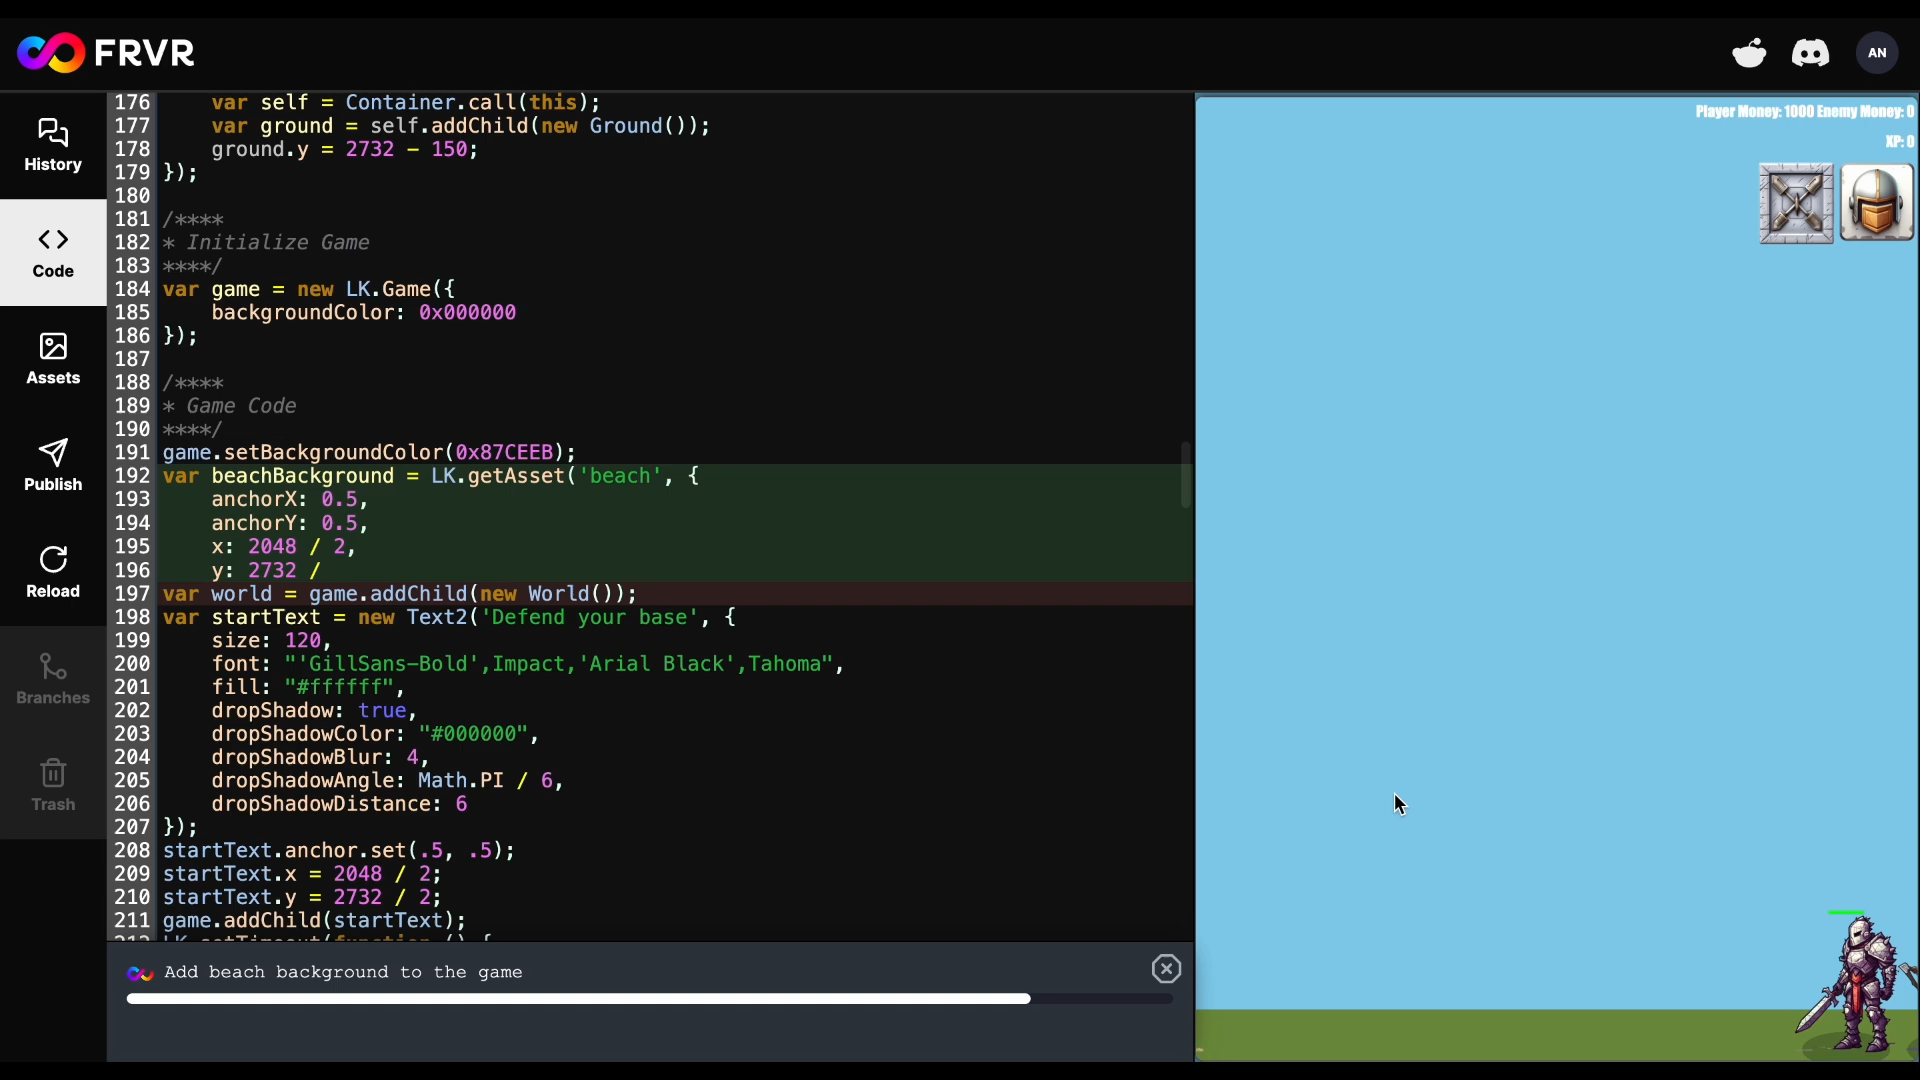 FRVR
AN
History
Code
Assets
Publish
Reload
Branches
Trash
176     var self = Container.call(this);
177     var ground = self.addChild(new Ground());
178     ground.y = 2732 - 150;
179 });
180
181 /****
182 * Initialize Game
183 ****/
184 var game = new LK.Game({
185     backgroundColor: 0x000000
186 });
187
188 /****
189 * Game Code
190 ****/
191 game.setBackgroundColor(0x87CEEB);
192 var beachBackground = LK.getAsset('beach', {
193     anchorX: 0.5,
194     anchorY: 0.5,
195     x: 2048 / 2,
196     y: 2732 /
197 var world = game.addChild(new World());
198 var startText = new Text2('Defend your base', {
199     size: 120,
200     font: "'GillSans-Bold',Impact,'Arial Black',Tahoma",
201     fill: "#ffffff",
202     dropShadow: true,
203     dropShadowColor: "#000000",
204     dropShadowBlur: 4,
205     dropShadowAngle: Math.PI / 6,
206     dropShadowDistance: 6
207 });
208 startText.anchor.set(.5, .5);
209 startText.x = 2048 / 2;
210 startText.y = 2732 / 2;
211 game.addChild(startText);
212 LK.setTimeout(function () {
Add beach background to the game
Player Money: 1000 Enemy Money: 0
XP: 0